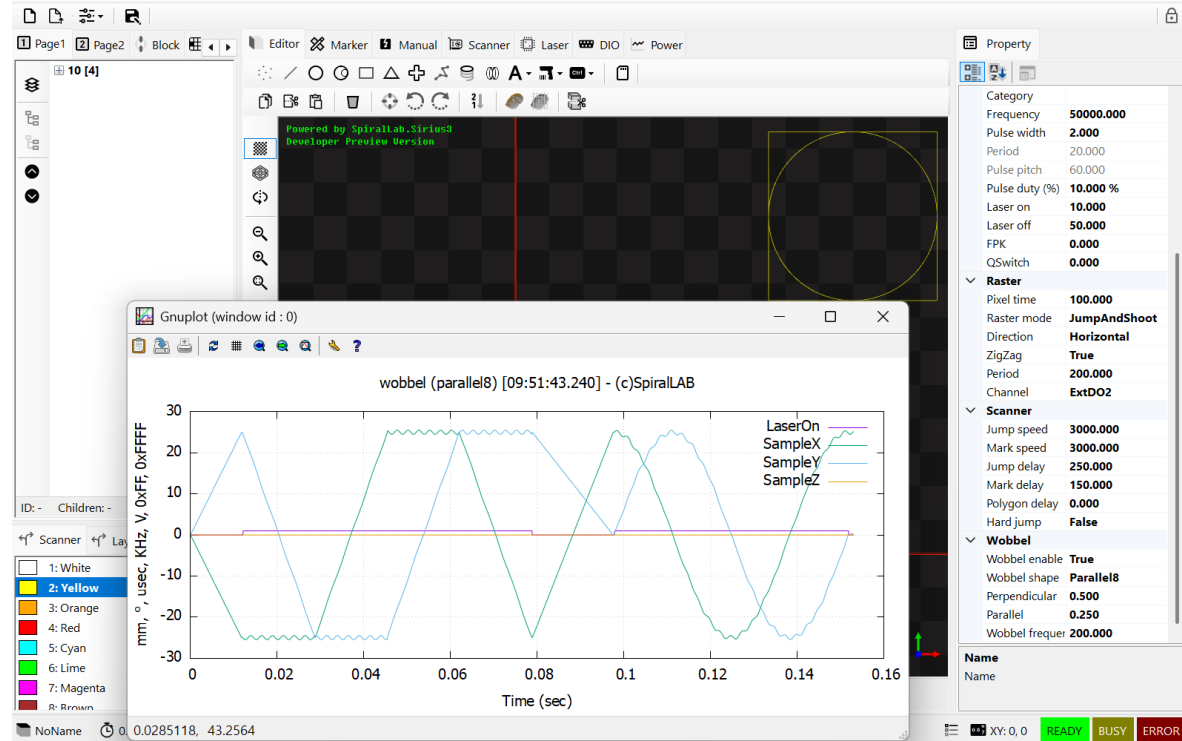 1 Page1 2 Page2 Block
Editor Marker Manual Scanner Laser DIO Power
Property
10 [4]
Powered by SpiralLab.Sirius3
Developer Preview Version
Category
Frequency 50000.000
Pulse width 2.000
Period 20.000
Pulse pitch 60.000
Pulse duty (%) 10.000 %
Laser on 10.000
Laser off 50.000
FPK 0.000
QSwitch 0.000
Raster
Pixel time 100.000
Raster mode JumpAndShoot
Direction Horizontal
ZigZag True
Period 200.000
Channel ExtDO2
Scanner
Jump speed 3000.000
Mark speed 3000.000
Jump delay 250.000
Mark delay 150.000
Polygon delay 0.000
Hard jump False
Wobbel
Wobbel enable True
Wobbel shape Parallel8
Perpendicular 0.500
Parallel 0.250
Wobbel frequer 200.000
Name
Name
ID: - Children: -
Scanner Lay
1: White
2: Yellow
3: Orange
4: Red
5: Cyan
6: Lime
7: Magenta
8: Brown
Gnuplot (window id : 0)
wobbel (parallel8) [09:51:43.240] - (c)SpiralLAB
LaserOn
SampleX
SampleY
SampleZ
30
20
10
0
-10
-20
-30
mm, °, usec, KHz, V, 0xFF, 0xFFFF
0 0.02 0.04 0.06 0.08 0.1 0.12 0.14 0.16
Time (sec)
0.0285118, 43.2564
NoName 0. XY: 0, 0 READY BUSY ERROR